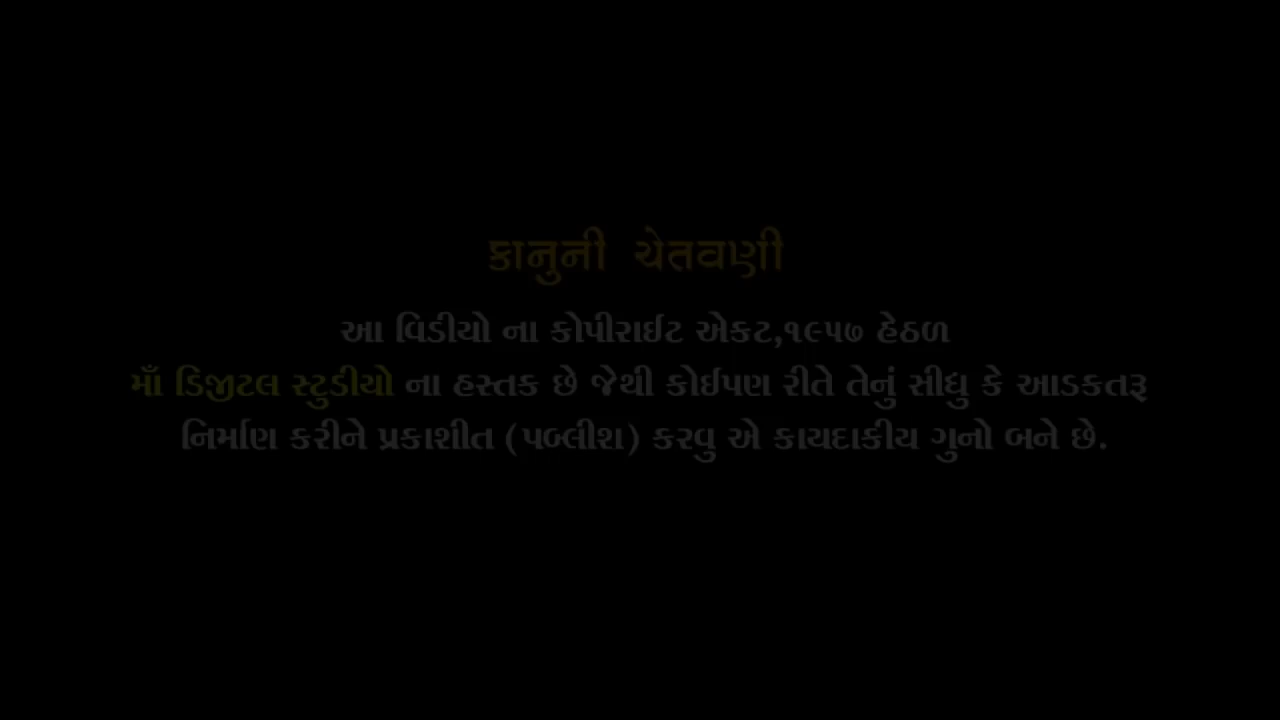 કાનુની ચેતવણી
આ વિડીયો ના કોપીરાઈટ એકટ,૧૯૫૭ હેઠળ
માઁ ડિજીટલ સ્ટુડીયો ના હસ્તક છે જેથી કોઈપણ રીતે તેનું સીધુ કે આડકતરૂ
નિર્માણ કરીને પ્રકાશીત (પબ્લીશ) કરવુ એ કાયદાકીય ગુનો બને છે.